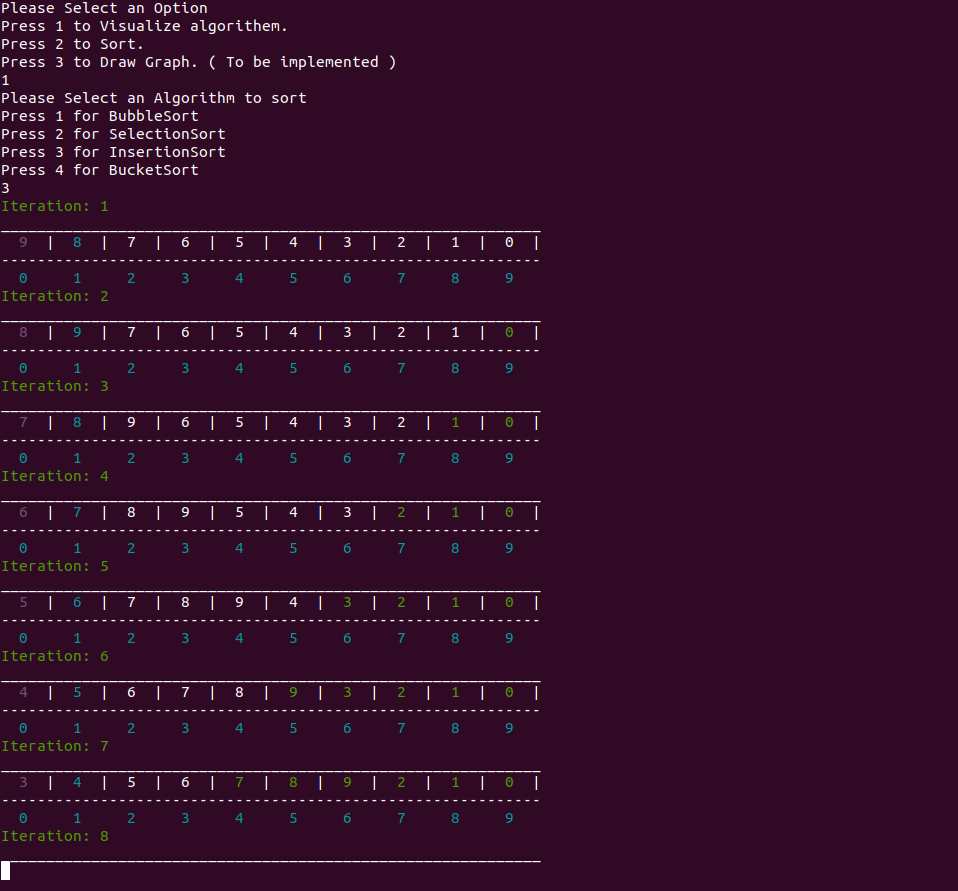 Please Select an Option
Press 1 to Visualize algorithem.
Press 2 to Sort.
Press 3 to Draw Graph. ( To be implemented )
1
Please Select an Algorithm to sort
Press 1 for BubbleSort
Press 2 for SelectionSort
Press 3 for InsertionSort
Press 4 for BucketSort
3
Iteration: 1
____________________________________________________________
  9  |  8  |  7  |  6  |  5  |  4  |  3  |  2  |  1  |  0  |
------------------------------------------------------------
  0     1     2     3     4     5     6     7     8     9
Iteration: 2
____________________________________________________________
  8  |  9  |  7  |  6  |  5  |  4  |  3  |  2  |  1  |  0  |
------------------------------------------------------------
  0     1     2     3     4     5     6     7     8     9
Iteration: 3
____________________________________________________________
  7  |  8  |  9  |  6  |  5  |  4  |  3  |  2  |  1  |  0  |
------------------------------------------------------------
  0     1     2     3     4     5     6     7     8     9
Iteration: 4
____________________________________________________________
  6  |  7  |  8  |  9  |  5  |  4  |  3  |  2  |  1  |  0  |
------------------------------------------------------------
  0     1     2     3     4     5     6     7     8     9
Iteration: 5
____________________________________________________________
  5  |  6  |  7  |  8  |  9  |  4  |  3  |  2  |  1  |  0  |
------------------------------------------------------------
  0     1     2     3     4     5     6     7     8     9
Iteration: 6
____________________________________________________________
  4  |  5  |  6  |  7  |  8  |  9  |  3  |  2  |  1  |  0  |
------------------------------------------------------------
  0     1     2     3     4     5     6     7     8     9
Iteration: 7
____________________________________________________________
  3  |  4  |  5  |  6  |  7  |  8  |  9  |  2  |  1  |  0  |
------------------------------------------------------------
  0     1     2     3     4     5     6     7     8     9
Iteration: 8
____________________________________________________________